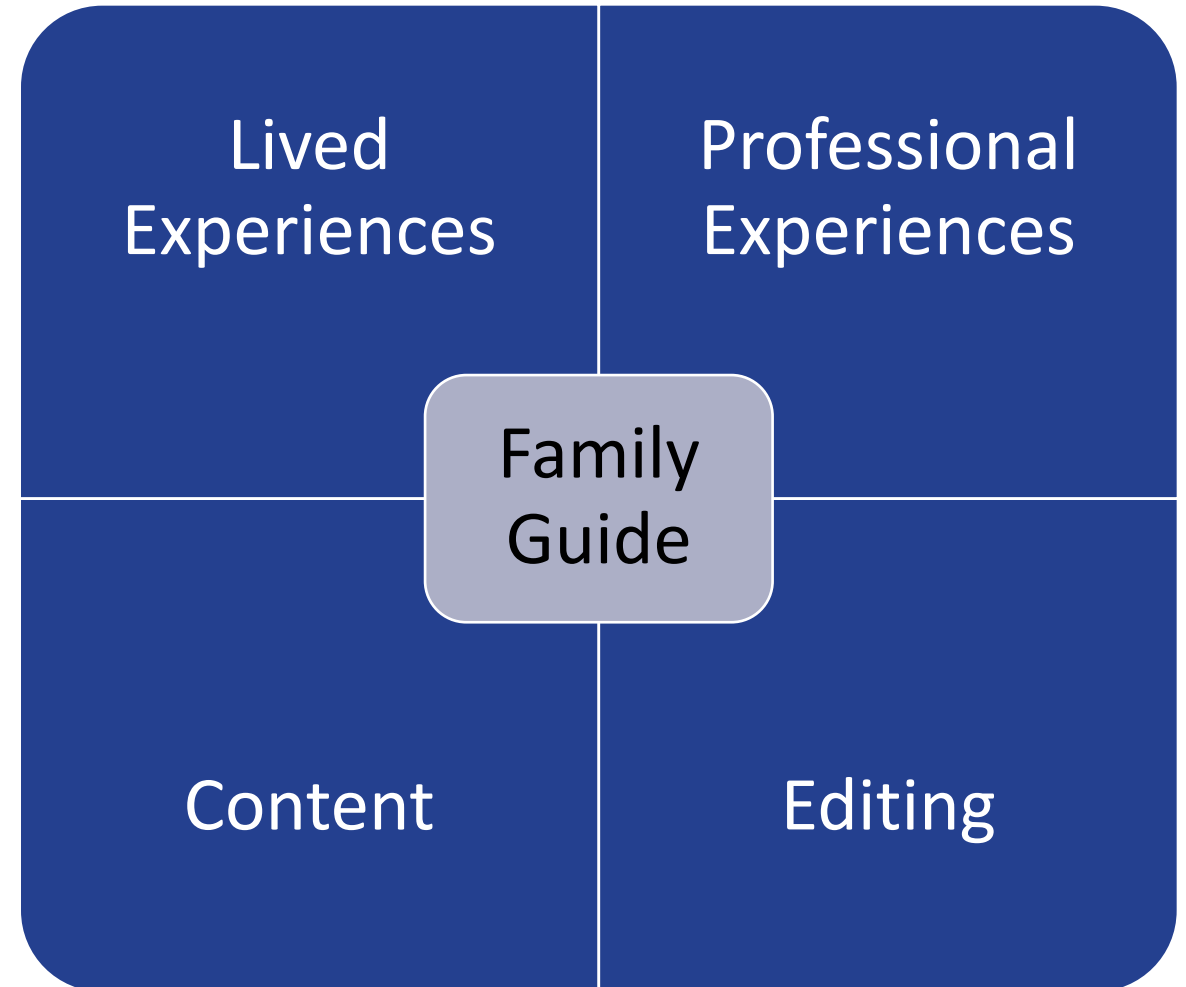 Lived
Experiences
Professional
Experiences
Family
Guide
Content
Editing